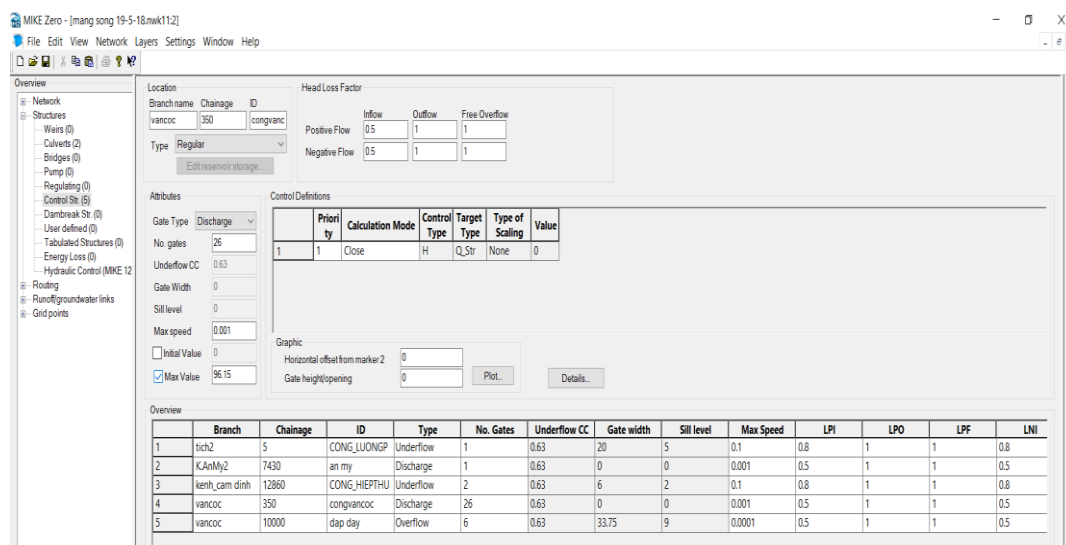 MIKE Zero - [mang song 19-5-18.nwk11:2]
File Edit View Network Layers Settings Window Help
Overview
Network
Structures
Weirs (0)
Culverts (2)
Bridges (0)
Pump (0)
Regulating (0)
Control Str. (5)
Dambreak Str. (0)
User defined (0)
Tabulated Structures (0)
Energy Loss (0)
Hydraulic Control (MIKE 12
Routing
Runoff/groundwater links
Grid points
Location
Branch name Chainage ID
vancoc 350 congvanc
Type Regular
Edit reservoir storage...
Head Loss Factor
Inflow Outflow Free Overflow
Positive Flow 0.5 1 1
Negative Flow 0.5 1 1
Attributes
Gate Type Discharge
No. gates 26
Underflow CC 0.63
Gate Width 0
Sill level 0
Max speed 0.001
Initial Value 0
Max Value 96.15
Control Definitions
Priority Calculation Mode Control Type Target Type Type of Scaling Value
1 1 Close H Q_Str None 0
Graphic
Horizontal offset from marker 2 0
Gate height/opening 0 Plot... Details...
Overview
Branch Chainage ID Type No. Gates Underflow CC Gate width Sill level Max Speed LPI LPO LPF LNI
1 tich2 5 CONG_LUONGP Underflow 1 0.63 20 5 0.1 0.8 1 1 0.8
2 K.AnMy2 7430 an my Discharge 1 0.63 0 0 0.001 0.5 1 1 0.5
3 kenh_cam dinh 12860 CONG_HIEPTHU Underflow 2 0.63 6 2 0.1 0.8 1 1 0.8
4 vancoc 350 congvancoc Discharge 26 0.63 0 0 0.001 0.5 1 1 0.5
5 vancoc 10000 dap day Overflow 6 0.63 33.75 9 0.0001 0.5 1 1 0.5